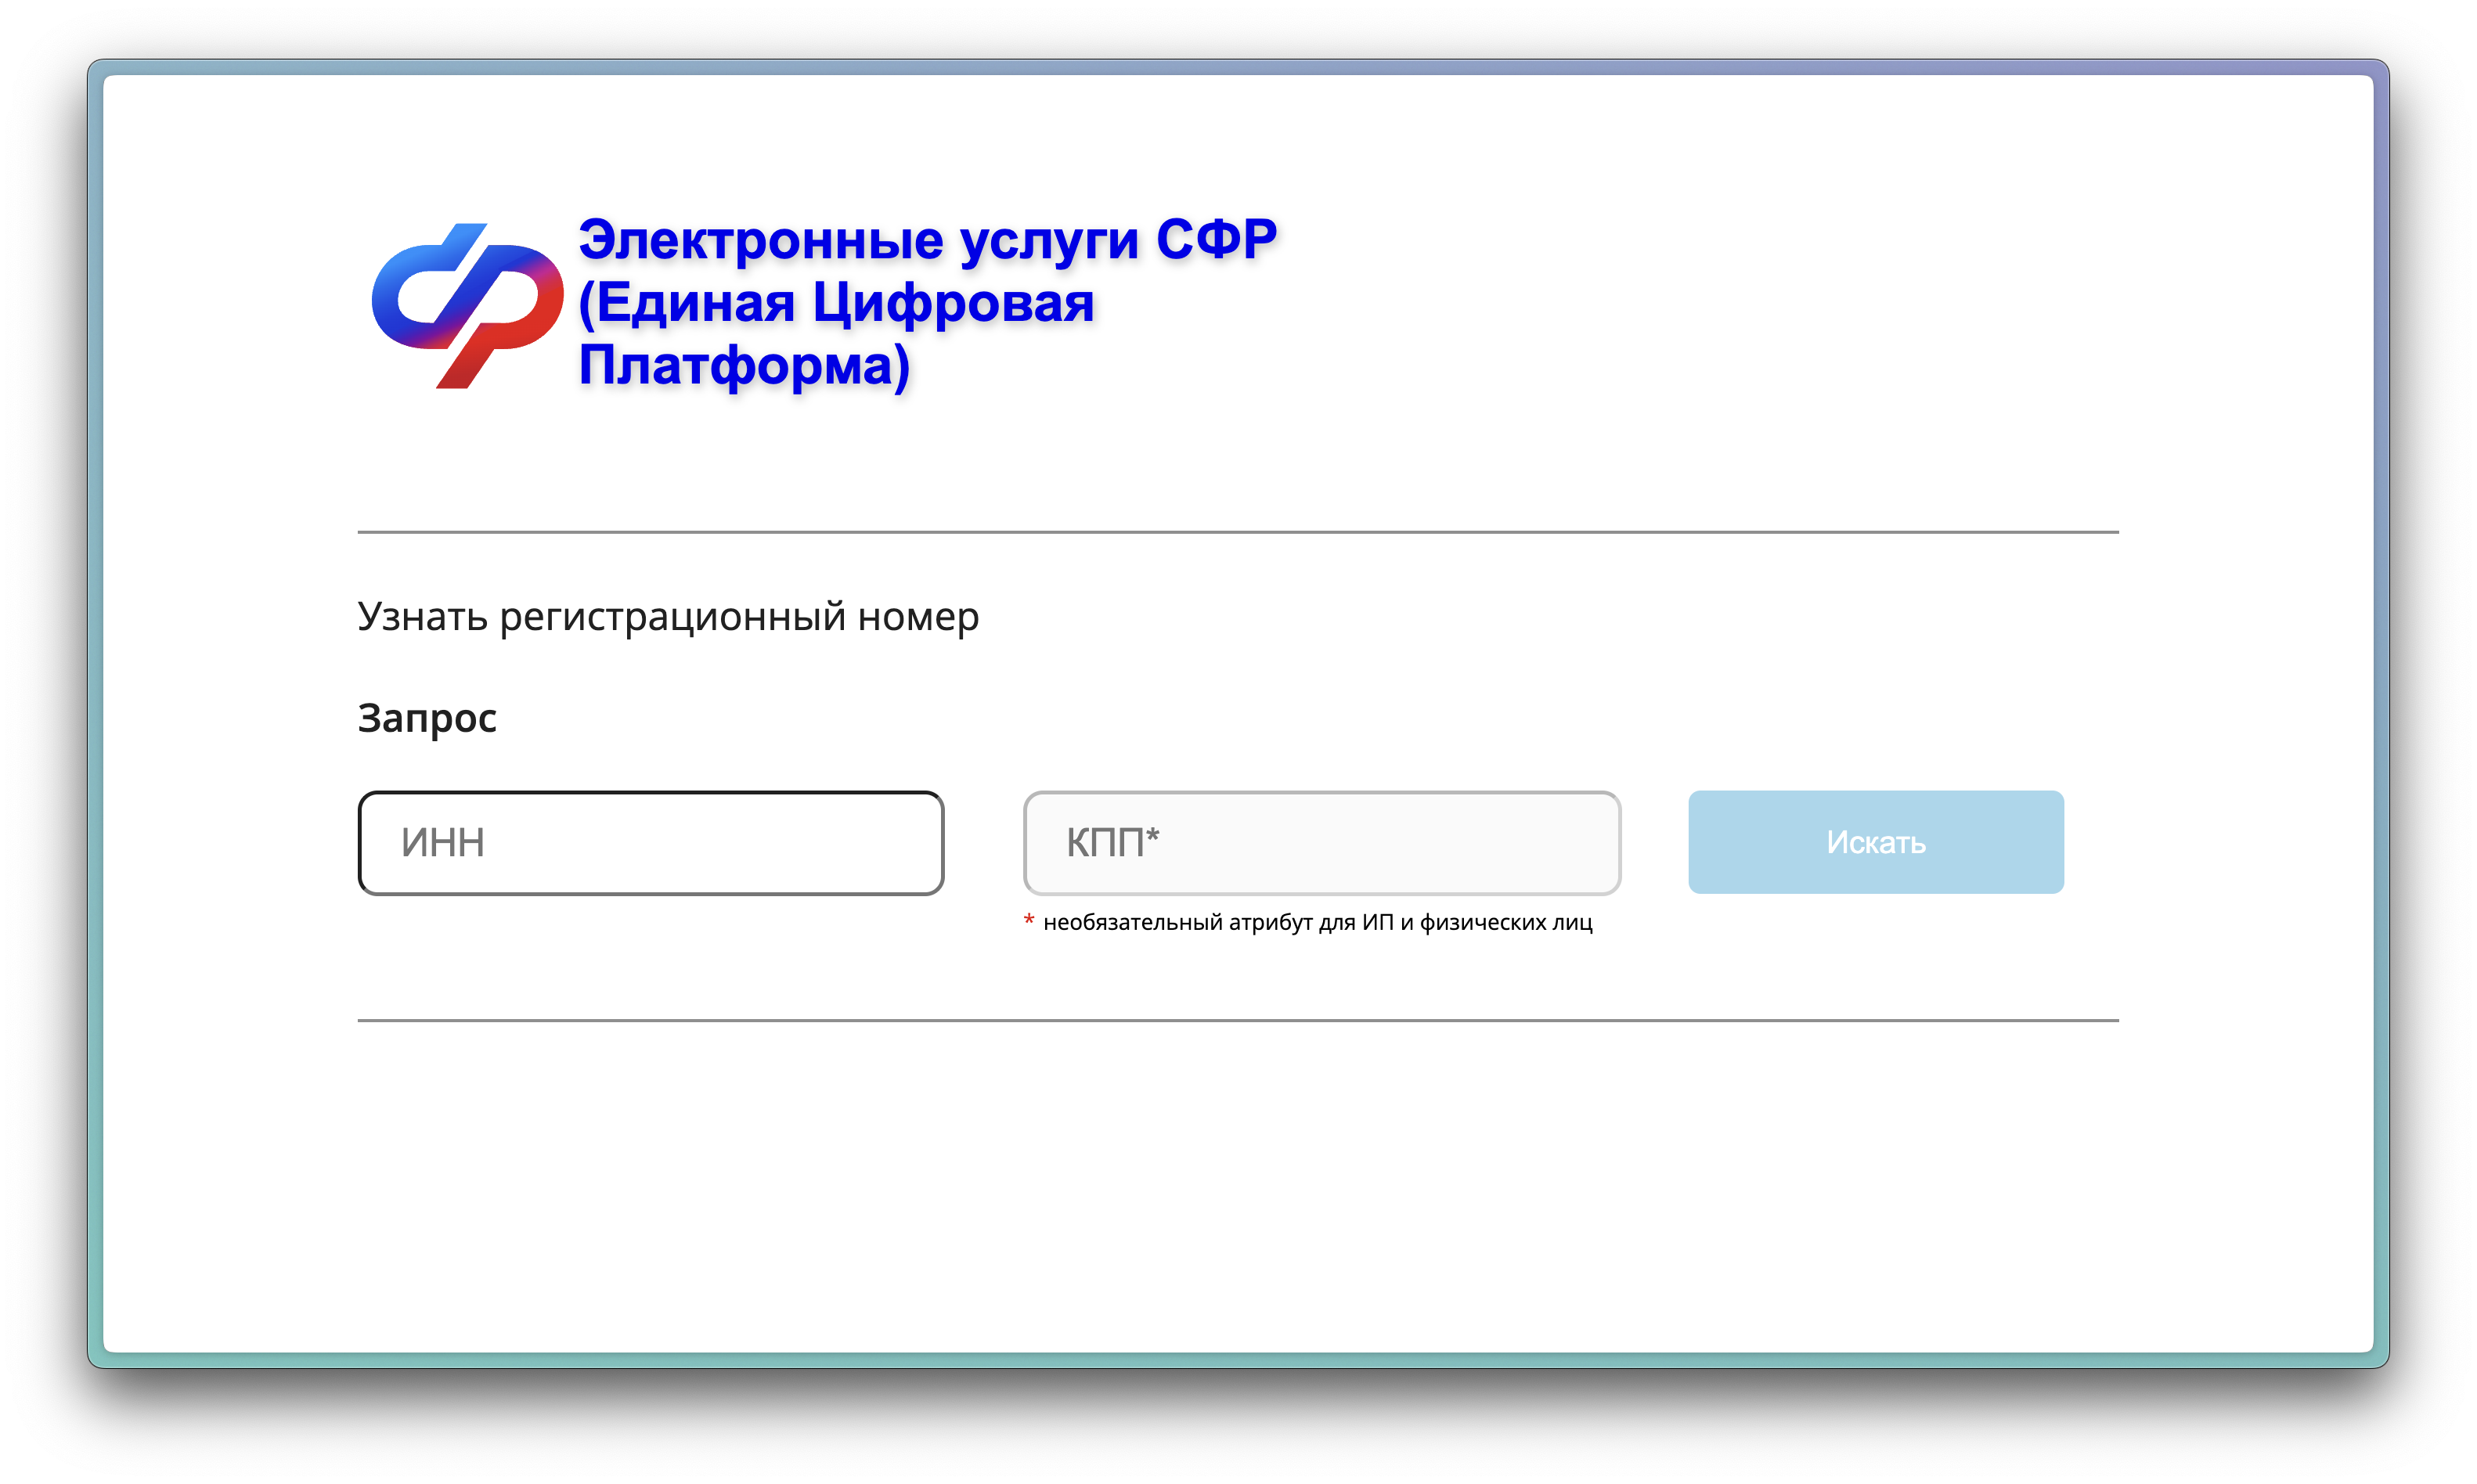 Электронные услуги СФР
(Единая Цифровая
Платформа)
Узнать регистрационный номер
Запрос
ИНН
КПП*
Искать
* необязательный атрибут для ИП и физических лиц